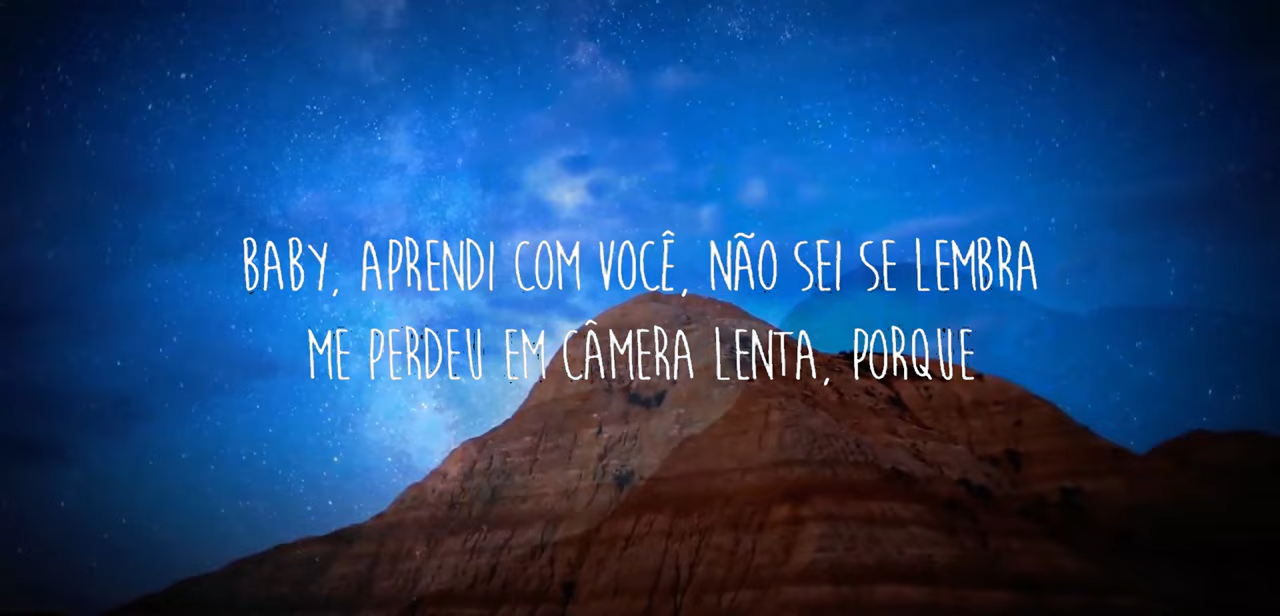 BABY, APRENDI COM VOCÊ, NÃO SEI SE LEMBRA
ME PERDEU EM CÂMERA LENTA, PORQUE